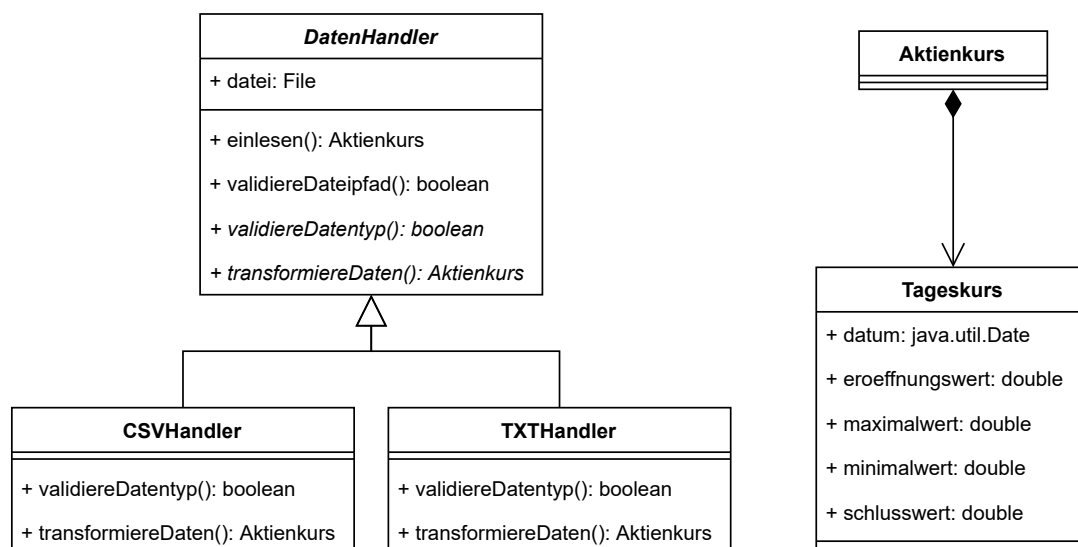 DatenHandler
+ datei: File
+ einlesen(): Aktienkurs
+ validiereDateipfad(): boolean
+ validiereDatentyp(): boolean
+ transformiereDaten(): Aktienkurs
CSVHandler
+ validiereDatentyp(): boolean
+ transformiereDaten(): Aktienkurs
TXTHandler
+ validiereDatentyp(): boolean
+ transformiereDaten(): Aktienkurs
Aktienkurs
Tageskurs
+ datum: java.util.Date
+ eroeffnungswert: double
+ maximalwert: double
+ minimalwert: double
+ schlusswert: double